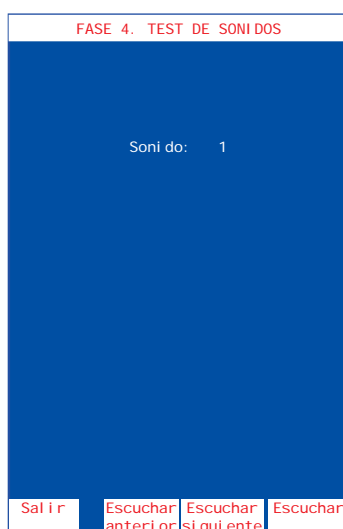 FASE 4. TEST DE SONIDOS
Sonido: 1
Salir Escuchar Escuchar Escuchar
anterior siguiente